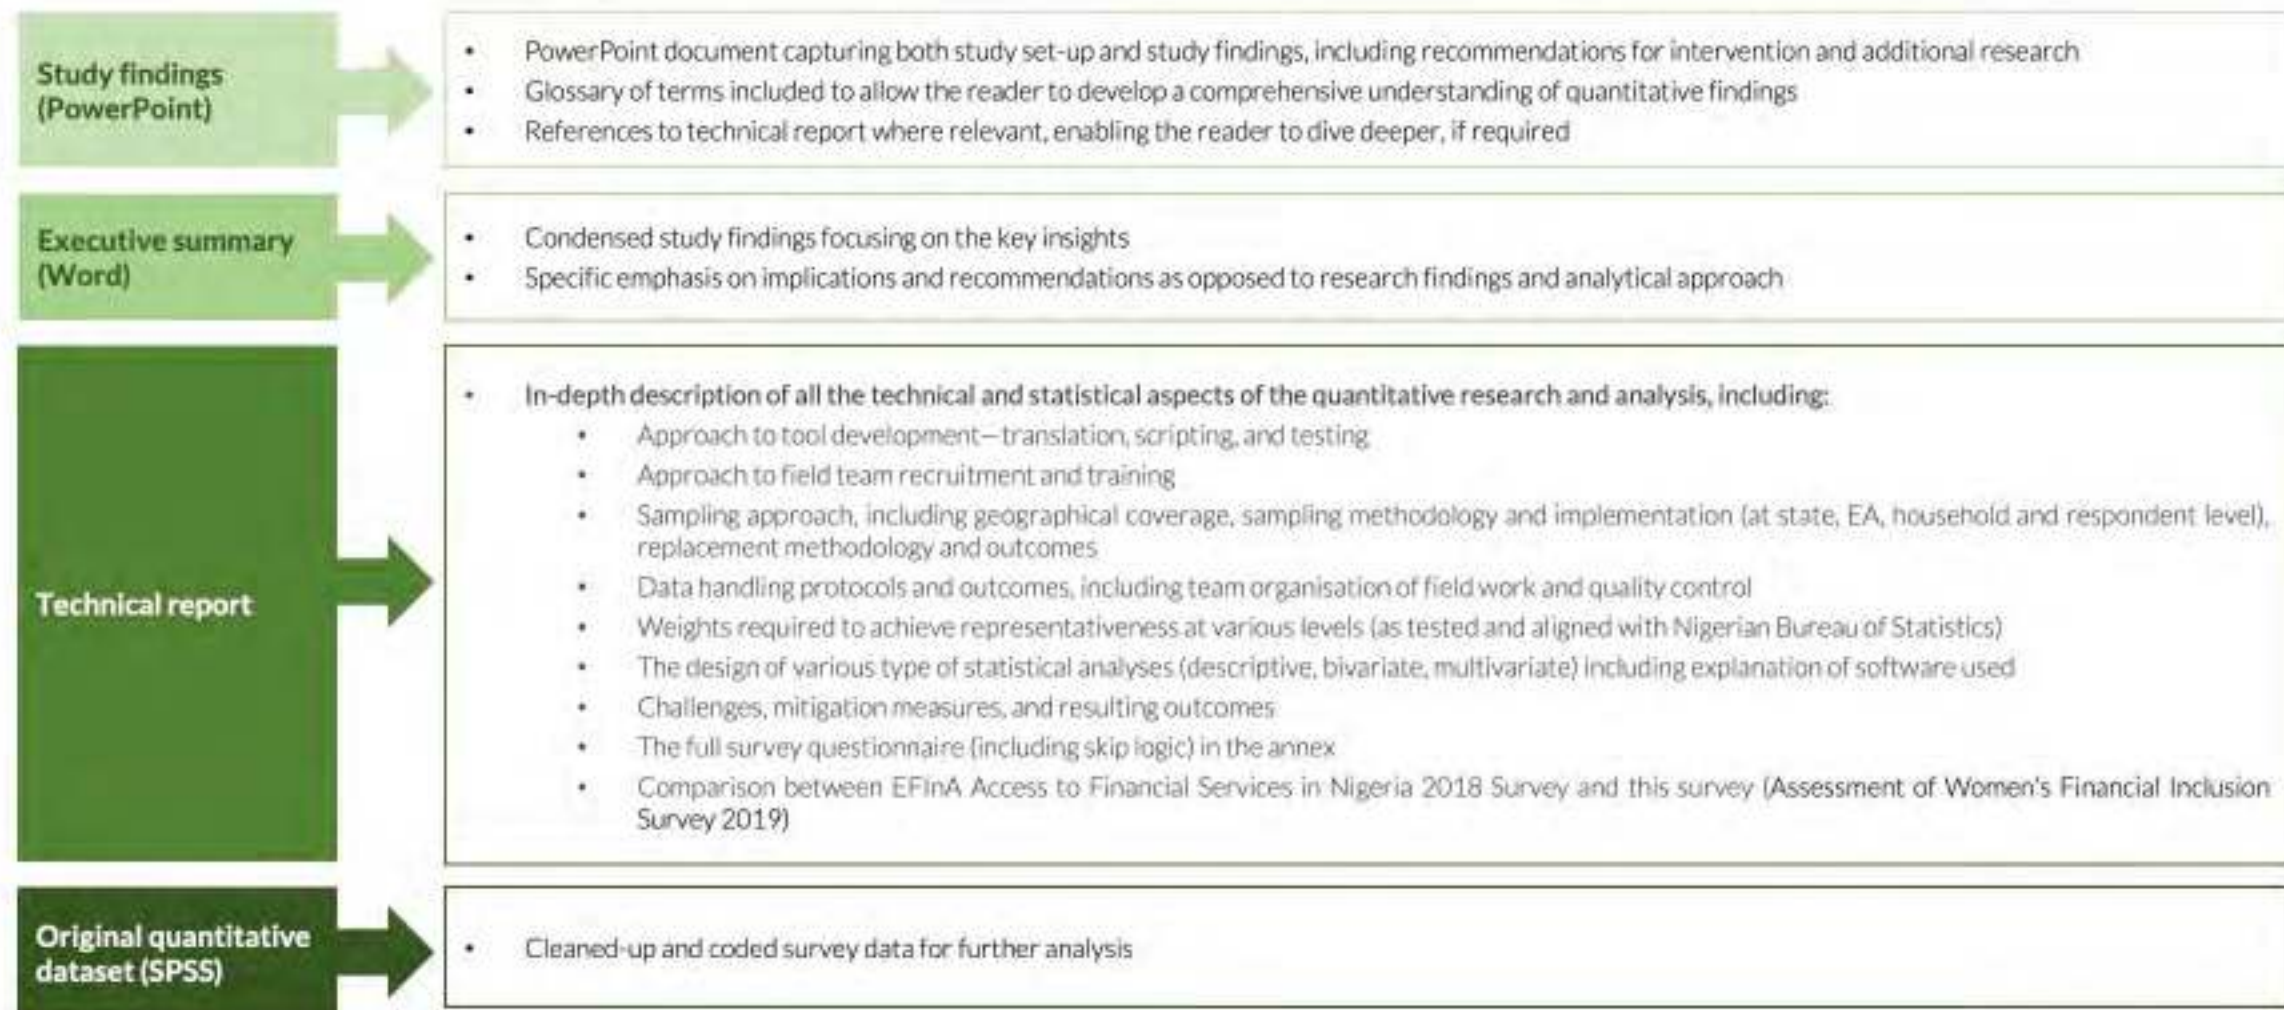 Study findings
(PowerPoint)
• PowerPoint document capturing both study set-up and study findings, including recommendations for intervention and additional research
• Glossary of terms included to allow the reader to develop a comprehensive understanding of quantitative findings
• References to technical report where relevant, enabling the reader to dive deeper, if required
Executive summary
(Word)
• Condensed study findings focusing on the key insights
• Specific emphasis on implications and recommendations as opposed to research findings and analytical approach
Technical report
• In-depth description of all the technical and statistical aspects of the quantitative research and analysis, including:
• Approach to tool development—translation, scripting, and testing
• Approach to field team recruitment and training
• Sampling approach, including geographical coverage, sampling methodology and implementation (at state, EA, household and respondent level),
replacement methodology and outcomes
• Data handling protocols and outcomes, including team organisation of field work and quality control
• Weights required to achieve representativeness at various levels (as tested and aligned with Nigerian Bureau of Statistics)
• The design of various type of statistical analyses (descriptive, bivariate, multivariate) including explanation of software used
• Challenges, mitigation measures, and resulting outcomes
• The full survey questionnaire (including skip logic) in the annex
• Comparison between EFInA Access to Financial Services in Nigeria 2018 Survey and this survey (Assessment of Women's Financial Inclusion
Survey 2019)
Original quantitative
dataset (SPSS)
• Cleaned-up and coded survey data for further analysis